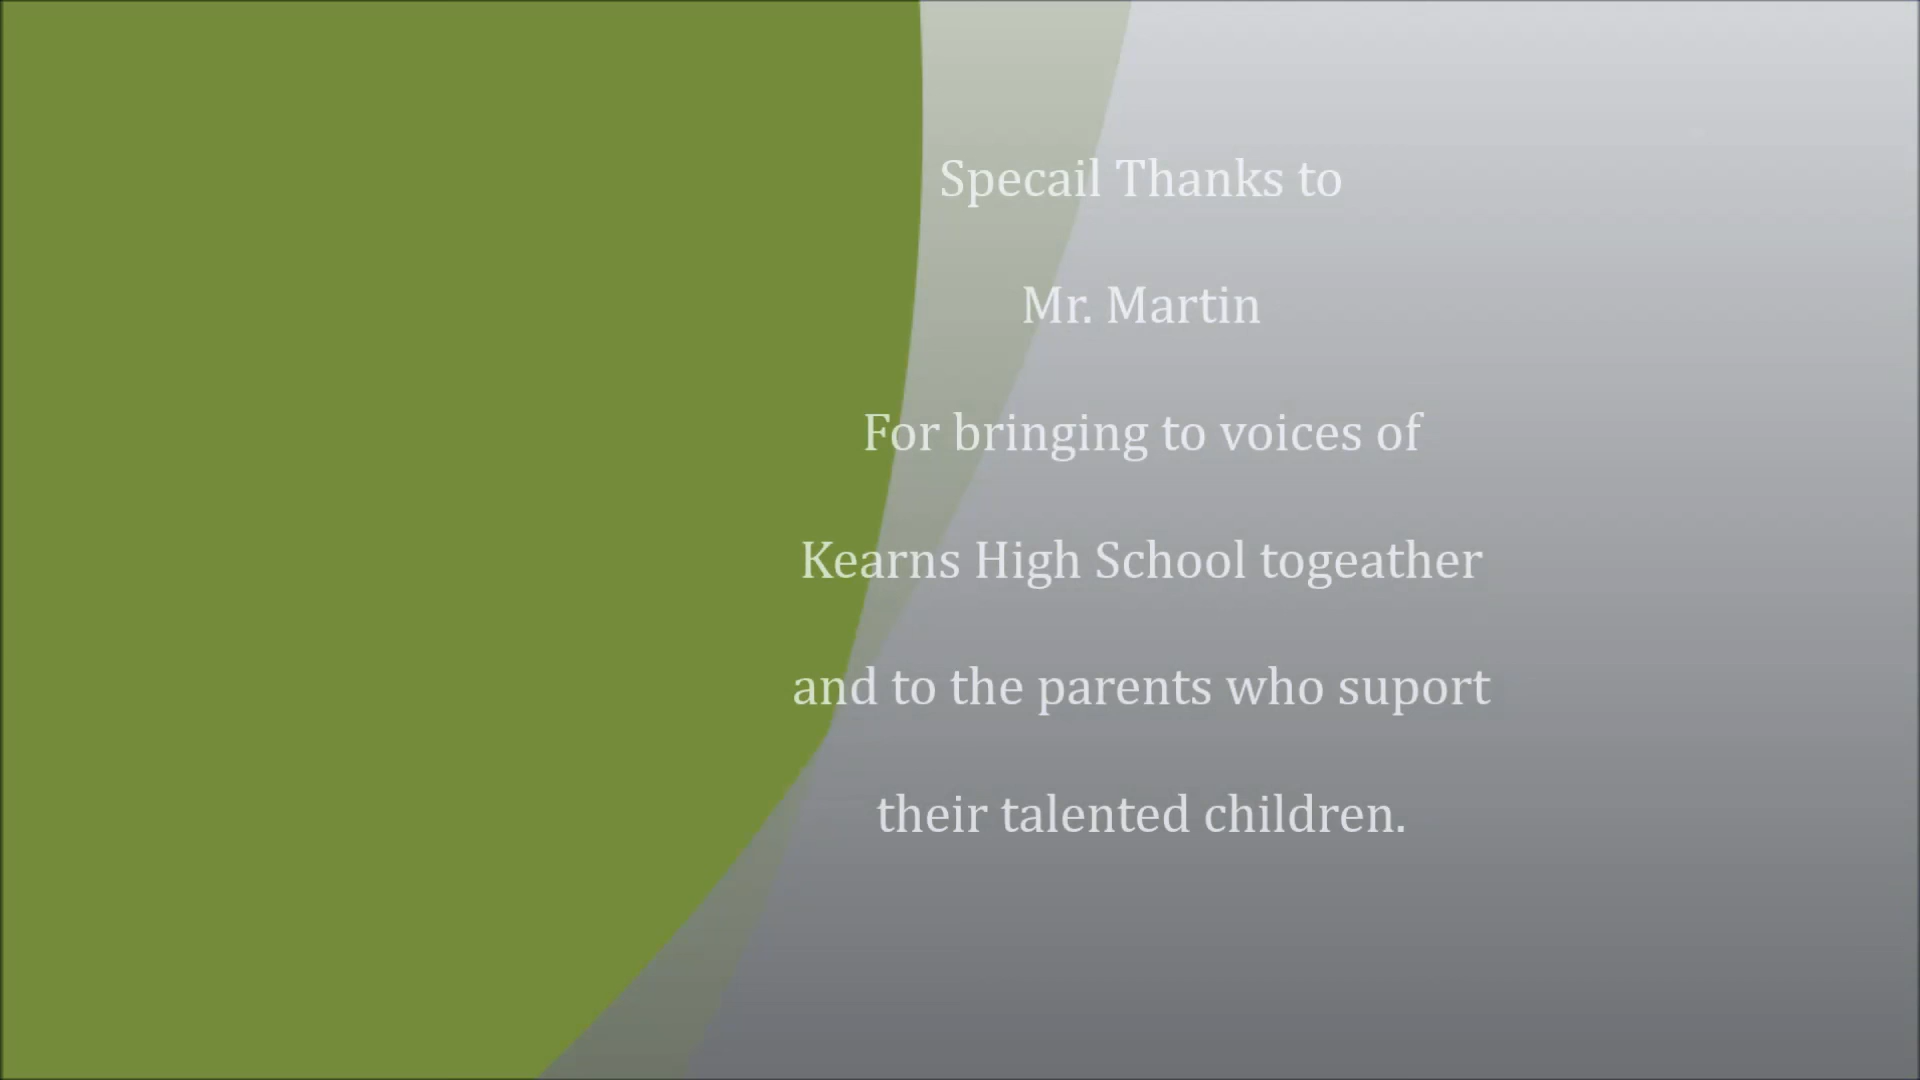 Specail Thanks to
Mr. Martin
For bringing to voices of
Kearns High School togeather
and to the parents who suport
their talented children.